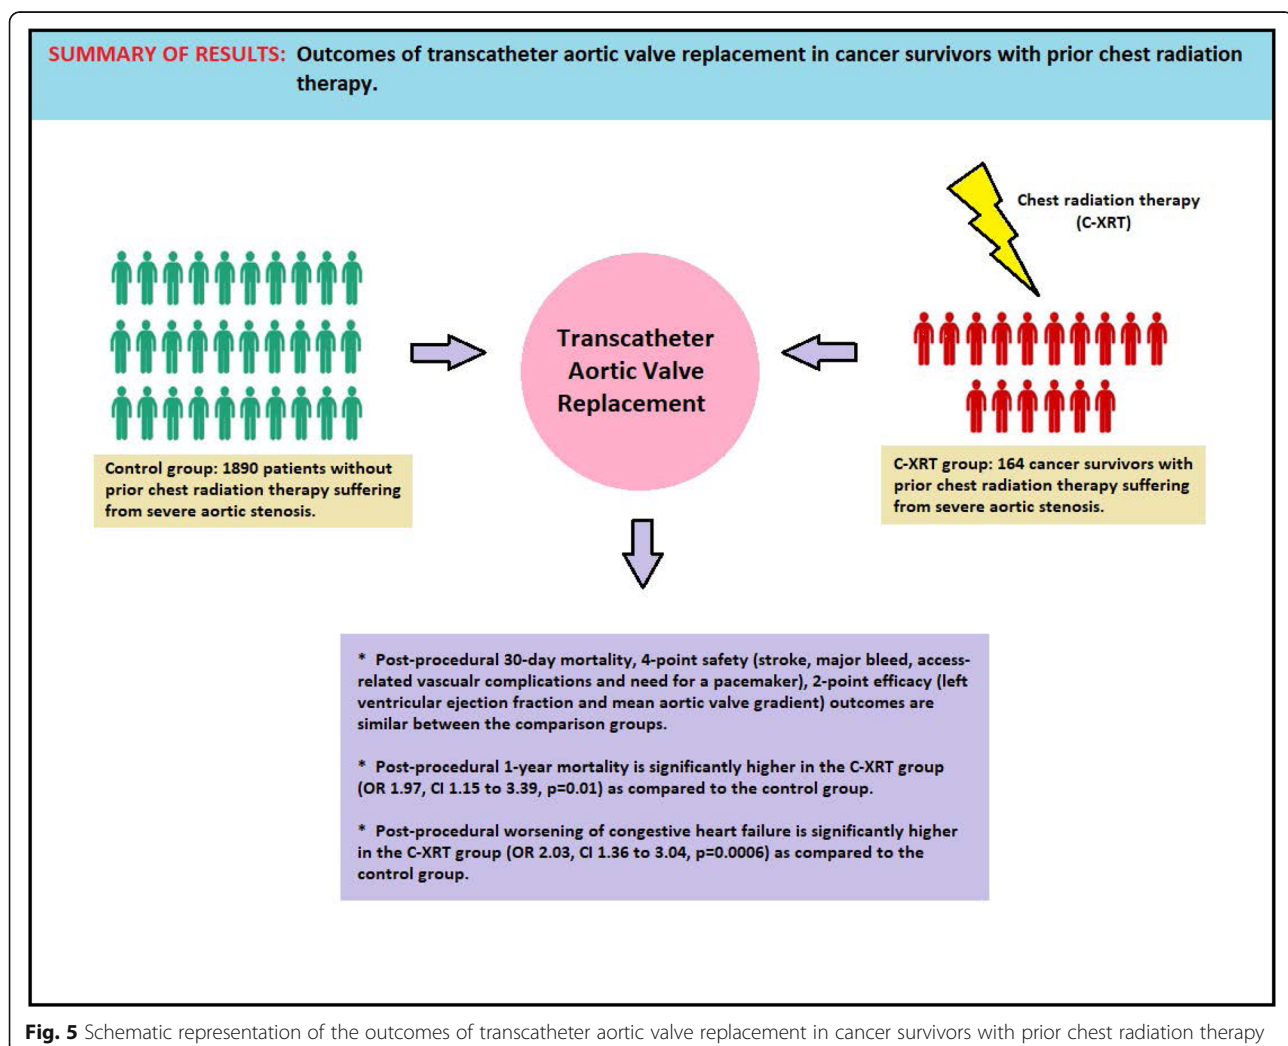 SUMMARY OF RESULTS: Outcomes of transcatheter aortic valve replacement in cancer survivors with prior chest radiation
therapy.
Chest radiation therapy
(C-XRT)
Transcatheter
Aortic Valve
Replacement
Control group: 1890 patients without
prior chest radiation therapy suffering
from severe aortic stenosis.
C-XRT group: 164 cancer survivors with
prior chest radiation therapy suffering
from severe aortic stenosis.
* Post-procedural 30-day mortality, 4-point safety (stroke, major bleed, access-
related vascualr complications and need for a pacemaker), 2-point efficacy (left
ventricular ejection fraction and mean aortic valve gradient) outcomes are
similar between the comparison groups.
* Post-procedural 1-year mortality is significantly higher in the C-XRT group
(OR 1.97, CI 1.15 to 3.39, p=0.01) as compared to the control group.
* Post-procedural worsening of congestive heart failure is significantly higher
in the C-XRT group (OR 2.03, CI 1.36 to 3.04, p=0.0006) as compared to the
control group.
Fig. 5 Schematic representation of the outcomes of transcatheter aortic valve replacement in cancer survivors with prior chest radiation therapy